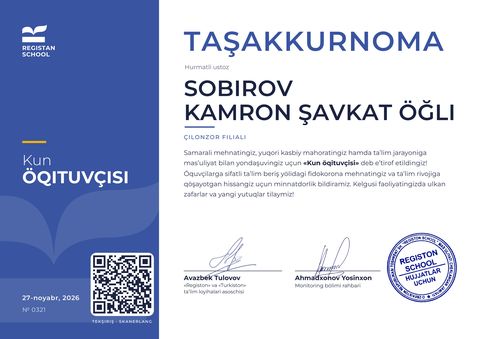 REGISTAN
SCHOOL
Kun
ÖQITUVÇISI
27-noyabr, 2026
№ 0321
TEKŞIRIŞ - SKANERLANG
TAŞAKKURNOMA
Hurmatli ustoz
SOBIROV
KAMRON ŞAVKAT ÖĞLI
ÇILONZOR FILIALI
Samarali mehnatingiz, yuqori kasbiy mahoratingiz hamda ta’lim jarayoniga
mas’uliyat bilan yondaşuvingiz uçun «Kun öqituvçisi» deb e’tirof etildingiz!
Öquvçilarga sifatli ta’lim beriş yölidagi fidokorona mehnatingiz va ta’lim rivojiga
qöşayotgan hissangiz uçun minnatdorlik bildiramiz. Kelgusi faoliyatingizda ulkan
zafarlar va yangi yutuqlar tilaymiz!
Avazbek Tulovov
«Registon» va «Turkiston»
ta’lim loyihalari asosçisi
Ahmadxonov Yosinxon
Monitoring bölimi rahbari
REGISTON
SCHOOL
HUJJATLAR
UCHUN